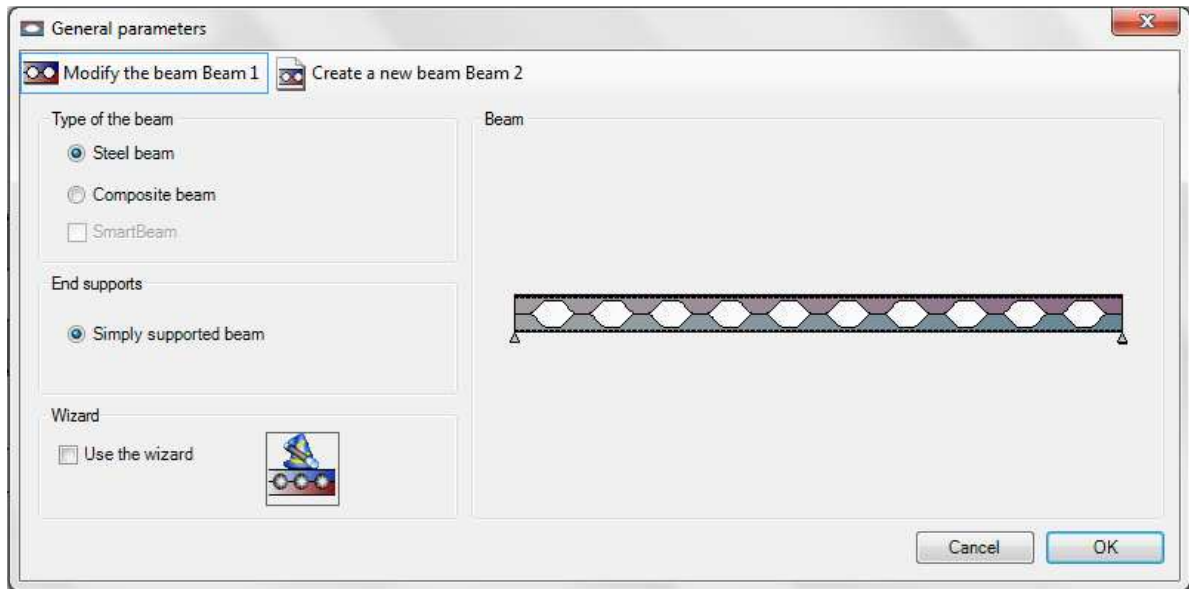 General parameters
Modify the beam Beam 1
Create a new beam Beam 2
Type of the beam
Steel beam
Composite beam
SmartBeam
End supports
Simply supported beam
Wizard
Use the wizard
Beam
Cancel
OK